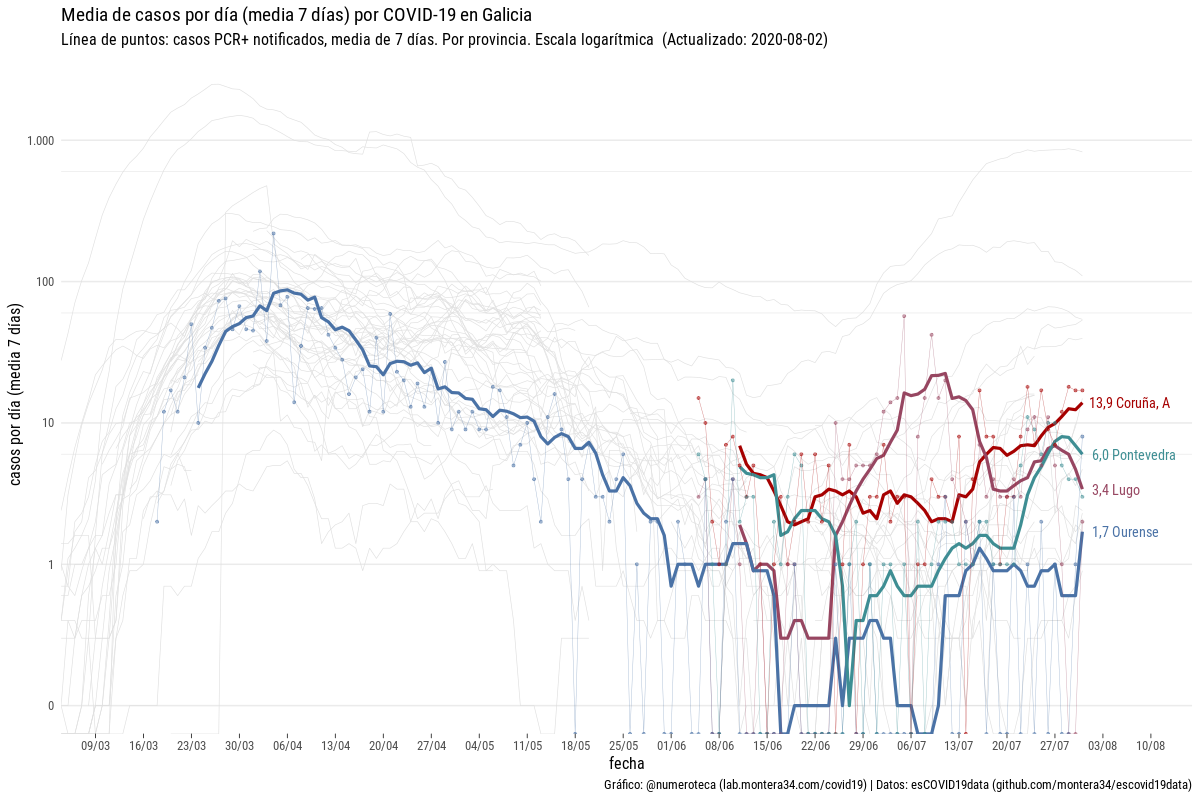 Media de casos por día (media 7 días) por COVID-19 en Galicia
Línea de puntos: casos PCR+ notificados, media de 7 días. Por provincia. Escala logarítmica (Actualizado: 2020-08-02)
casos por día (media 7 días)
1.000
100
10
1
0
13,9 Coruña, A
6,0 Pontevedra
3,4 Lugo
1,7 Ourense
09/03 16/03 23/03 30/03 06/04 13/04 20/04 27/04 04/05 11/05 18/05 25/05 01/06 08/06 15/06 22/06 29/06 06/07 13/07 20/07 27/07 03/08 10/08
fecha
Gráfico: @numeroteca (lab.montera34.com/covid19) | Datos: esCOVID19data (github.com/montera34/escovid19data)